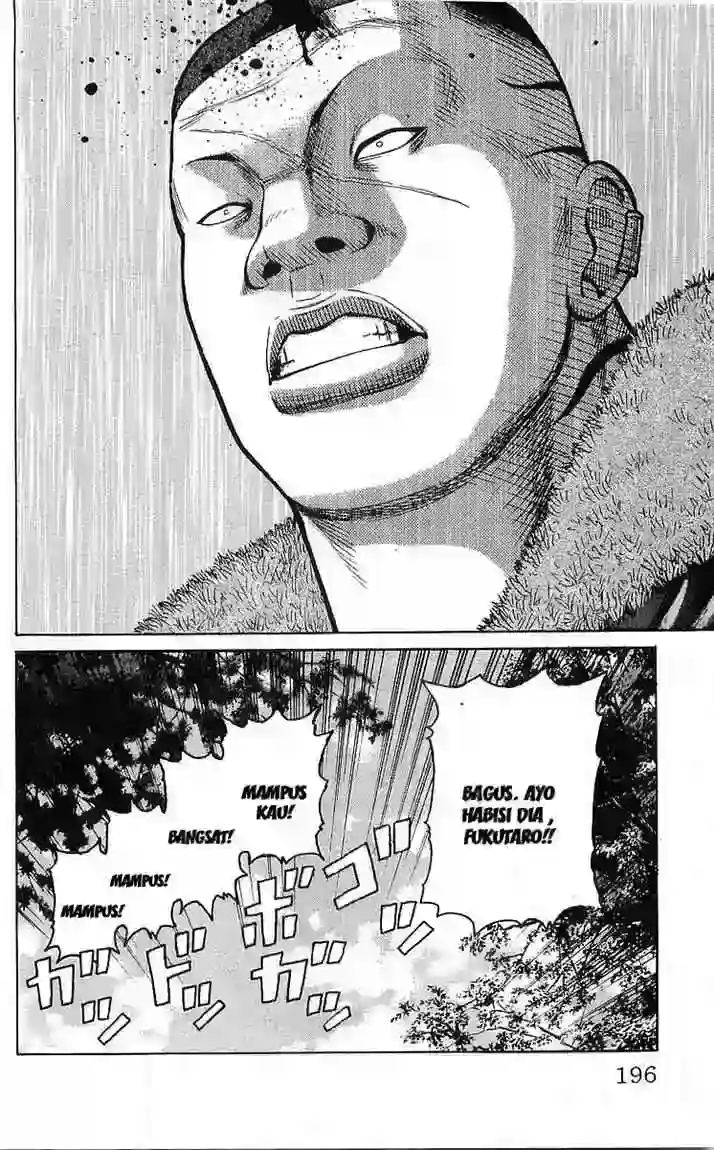 BAGUS. AYO
HABISI DIA,
FUKUTARO!!
MAMPUS
KAU!
BANGSAT!
MAMPUS!
MAMPUS!
ゴッ
ボガッ
ドッ
ガッ
196